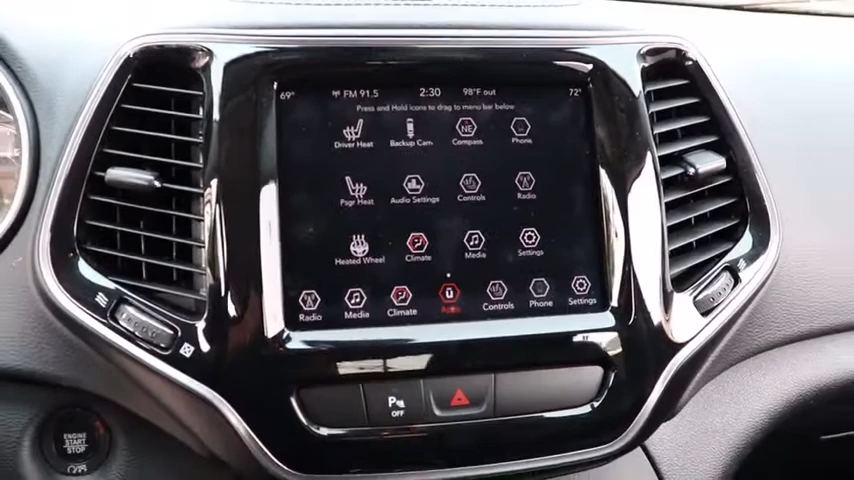 69° FM 91.5 2:30 98°F out 72°
Press and Hold icons to drag to menu bar below
Driver Heat Backup Cam NE Compass Phone
Psgr Heat Audio Settings Controls Radio
Heated Wheel Climate Media Settings
Radio Media Climate Apps Controls Phone Settings
P OFF
ENGINE
START
STOP